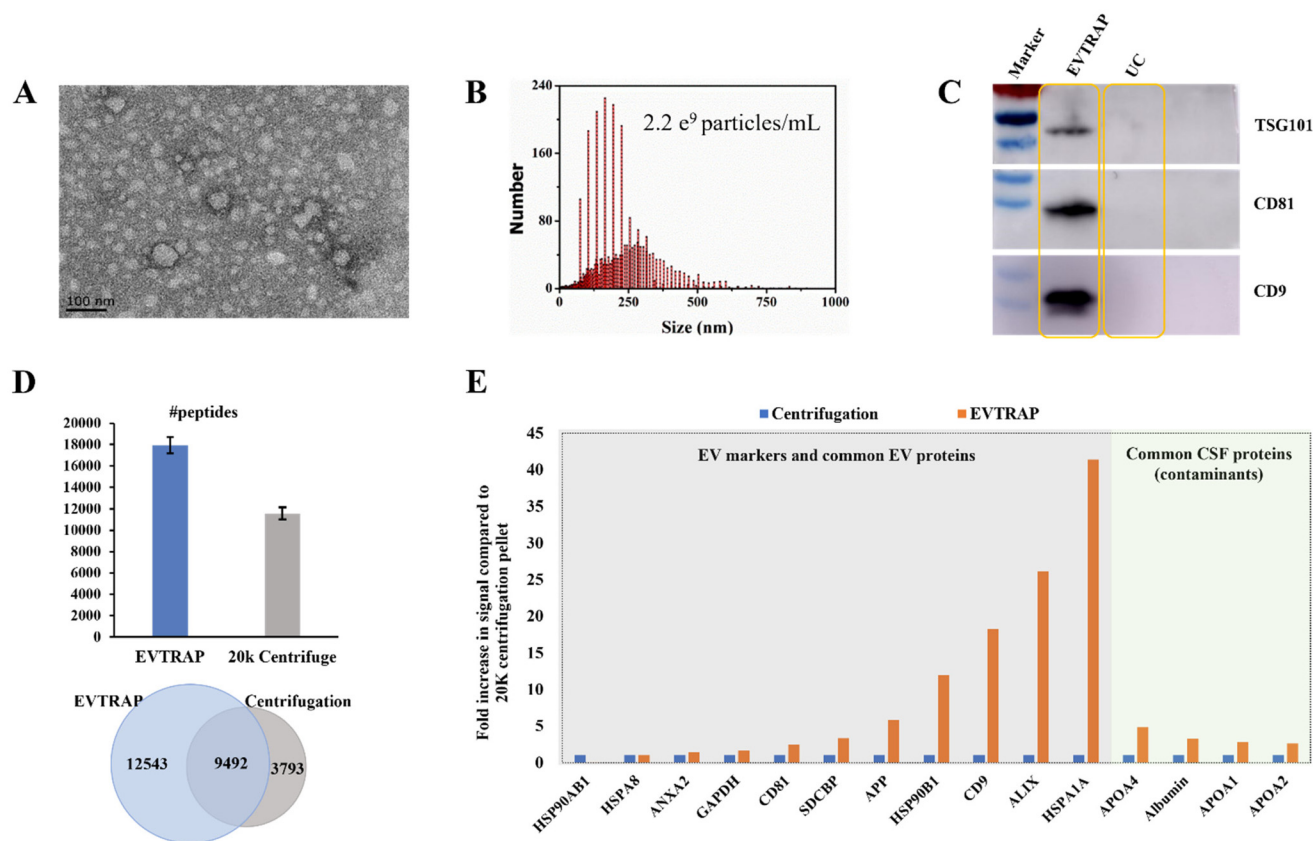 A
100 nm
B
240
160
80
0
Number
2.2 e⁹ particles/mL
0
250
500
750
1000
Size (nm)
C
Marker
EVTRAP
UC
TSG101
CD81
CD9
D
#peptides
20000
18000
16000
14000
12000
10000
8000
6000
4000
2000
0
EVTRAP
20k Centrifuge
EVTRAP
Centrifugation
12543
9492
3793
E
Centrifugation
EVTRAP
Fold increase in signal compared to
20K centrifugation pellet
45
40
35
30
25
20
15
10
5
0
EV markers and common EV proteins
Common CSF proteins
(contaminants)
HSP90AB1
HSPA8
ANXA2
GAPDH
CD81
SDCBP
APP
HSP90B1
CD9
ALIX
HSPA1A
APOA4
Albumin
APOA1
APOA2